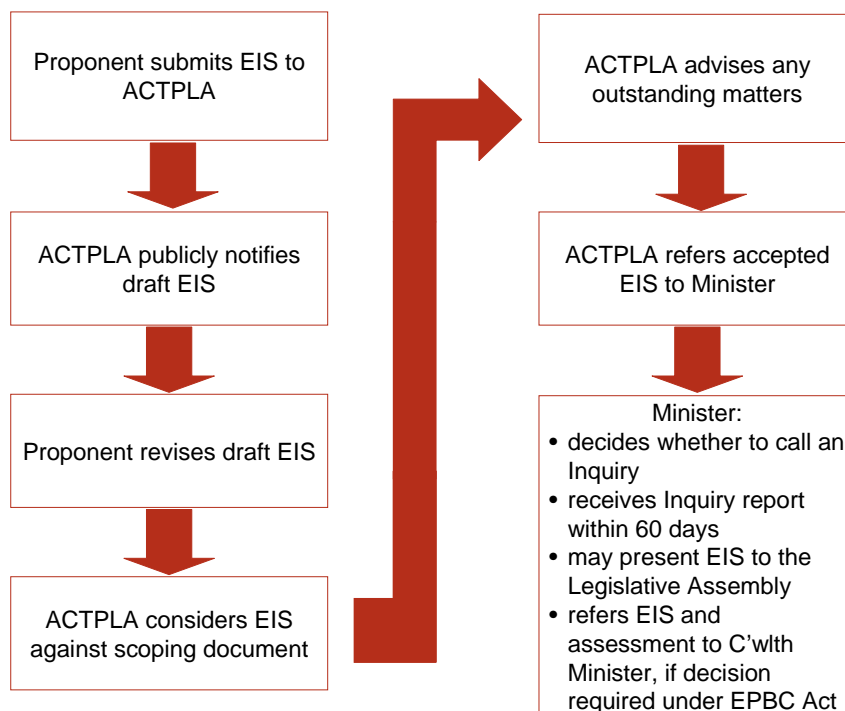 Proponent submits EIS to
ACTPLA
ACTPLA publicly notifies
draft EIS
Proponent revises draft EIS
ACTPLA considers EIS
against scoping document
ACTPLA advises any
outstanding matters
ACTPLA refers accepted
EIS to Minister
Minister:
• decides whether to call an
Inquiry
• receives Inquiry report
within 60 days
• may present EIS to the
Legislative Assembly
• refers EIS and
assessment to C'wlth
Minister, if decision
required under EPBC Act